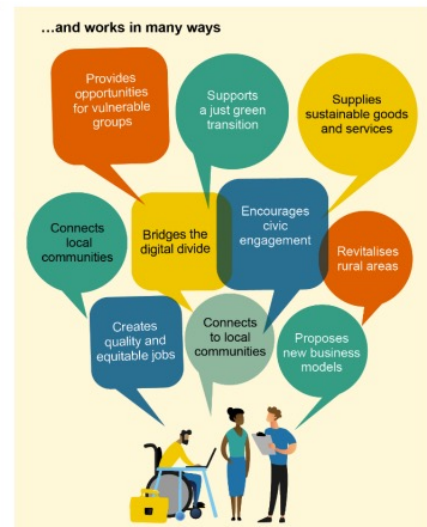 ...and works in many ways
Provides
opportunities
for vulnerable
groups
Supports
a just green
transition
Supplies
sustainable goods
and services
Connects
local
communities
Bridges the
digital divide
Encourages
civic
engagement
Revitalises
rural areas
Creates
quality and
equitable jobs
Connects
to local
communities
Proposes
new business
models